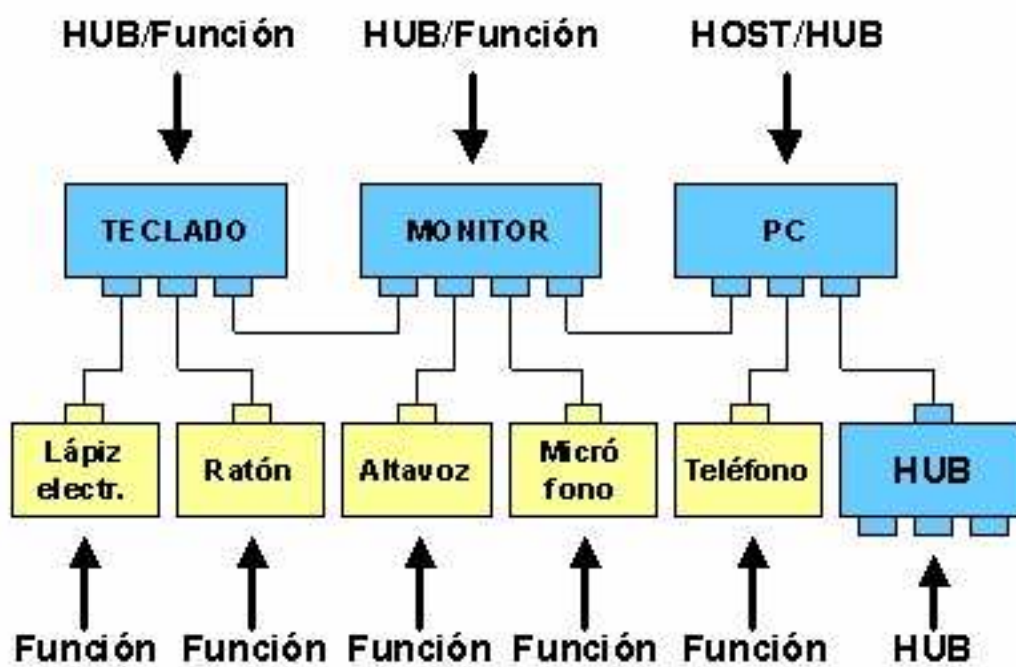 HUB/Función HUB/Función HOST/HUB
TECLADO MONITOR PC
Lápiz
electr.
Ratón
Altavoz
Micró
fono
Teléfono
HUB
Función Función Función Función Función HUB